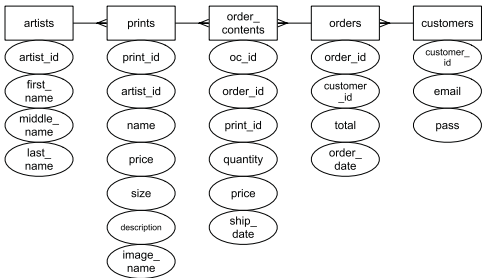 artists
prints
order_
contents
orders
customers
artist_id
first_
name
middle_
name
last_
name
print_id
artist_id
name
price
size
description
image_
name
oc_id
order_id
print_id
quantity
price
ship_
date
order_id
customer
_id
total
order_
date
customer_
id
email
pass